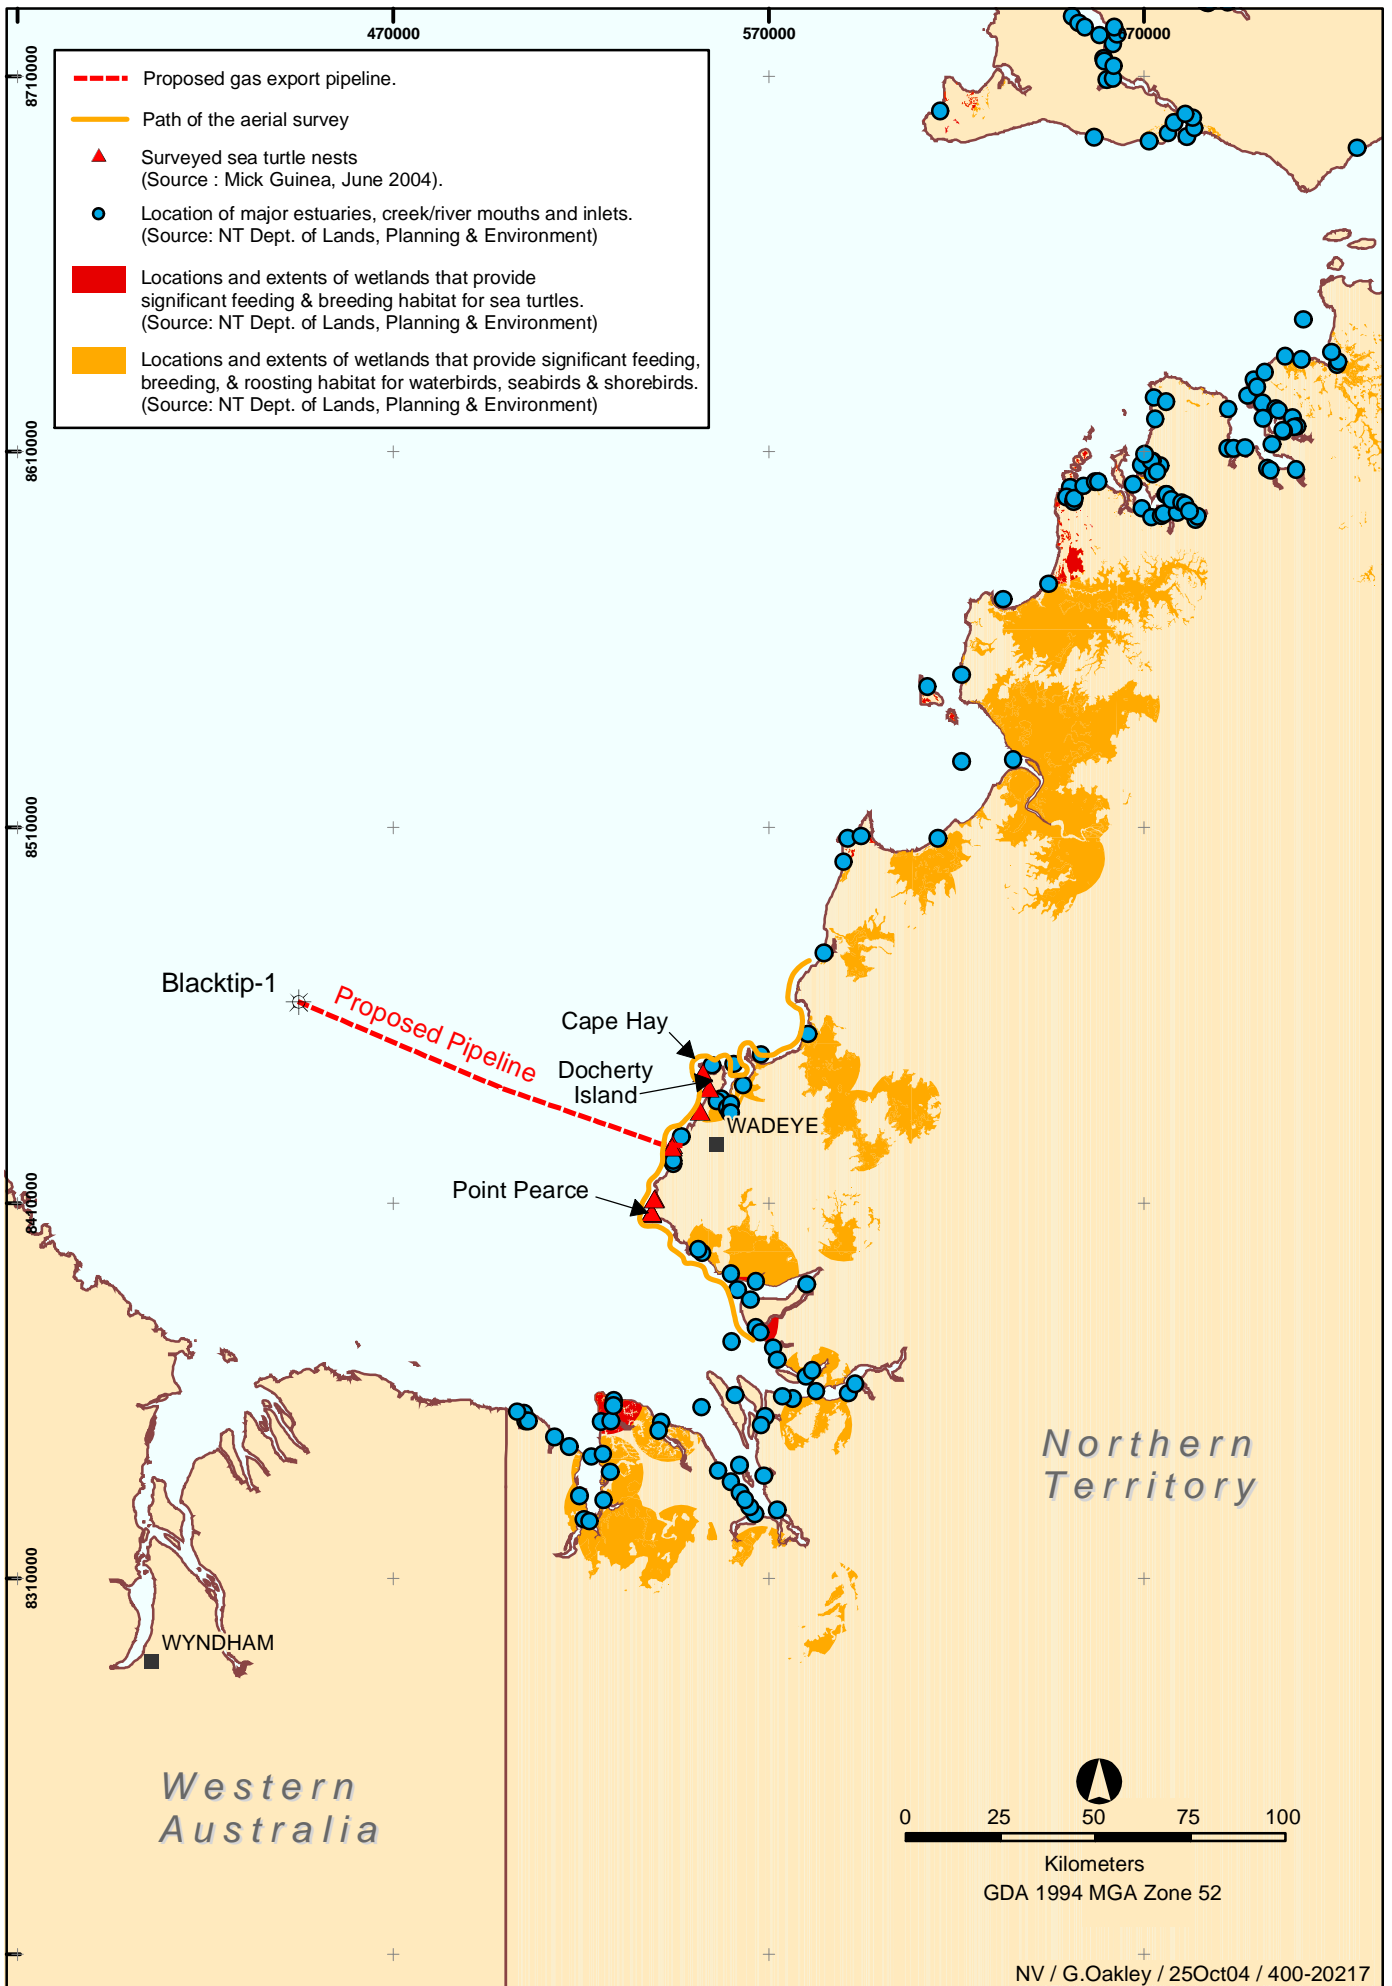 470000
570000
670000
8710000
8610000
8510000
8410000
8310000
Proposed gas export pipeline.
Path of the aerial survey
Surveyed sea turtle nests
(Source : Mick Guinea, June 2004).
Location of major estuaries, creek/river mouths and inlets.
(Source: NT Dept. of Lands, Planning & Environment)
Locations and extents of wetlands that provide
significant feeding & breeding habitat for sea turtles.
(Source: NT Dept. of Lands, Planning & Environment)
Locations and extents of wetlands that provide significant feeding,
breeding, & roosting habitat for waterbirds, seabirds & shorebirds.
(Source: NT Dept. of Lands, Planning & Environment)
Blacktip-1
Proposed Pipeline
Cape Hay
Docherty
Island
WADEYE
Point Pearce
Northern
Territory
WYNDHAM
Western
Australia
0 25 50 75 100
Kilometers
GDA 1994 MGA Zone 52
NV / G.Oakley / 25Oct04 / 400-20217